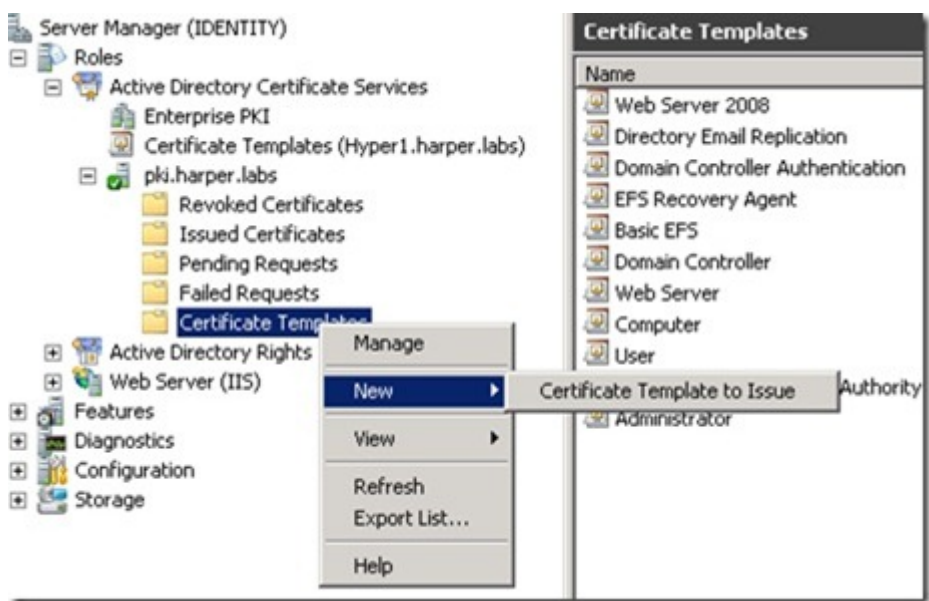 Server Manager (IDENTITY)
Roles
Active Directory Certificate Services
Enterprise PKI
Certificate Templates (Hyper1.harper.labs)
pki.harper.labs
Revoked Certificates
Issued Certificates
Pending Requests
Failed Requests
Certificate Templates
Active Directory Rights
Web Server (IIS)
Features
Diagnostics
Configuration
Storage
Manage
New
View
Refresh
Export List...
Help
Certificate Template to Issue
Certificate Templates
Name
Web Server 2008
Directory Email Replication
Domain Controller Authentication
EFS Recovery Agent
Basic EFS
Domain Controller
Web Server
Computer
User
Authority
Administrator